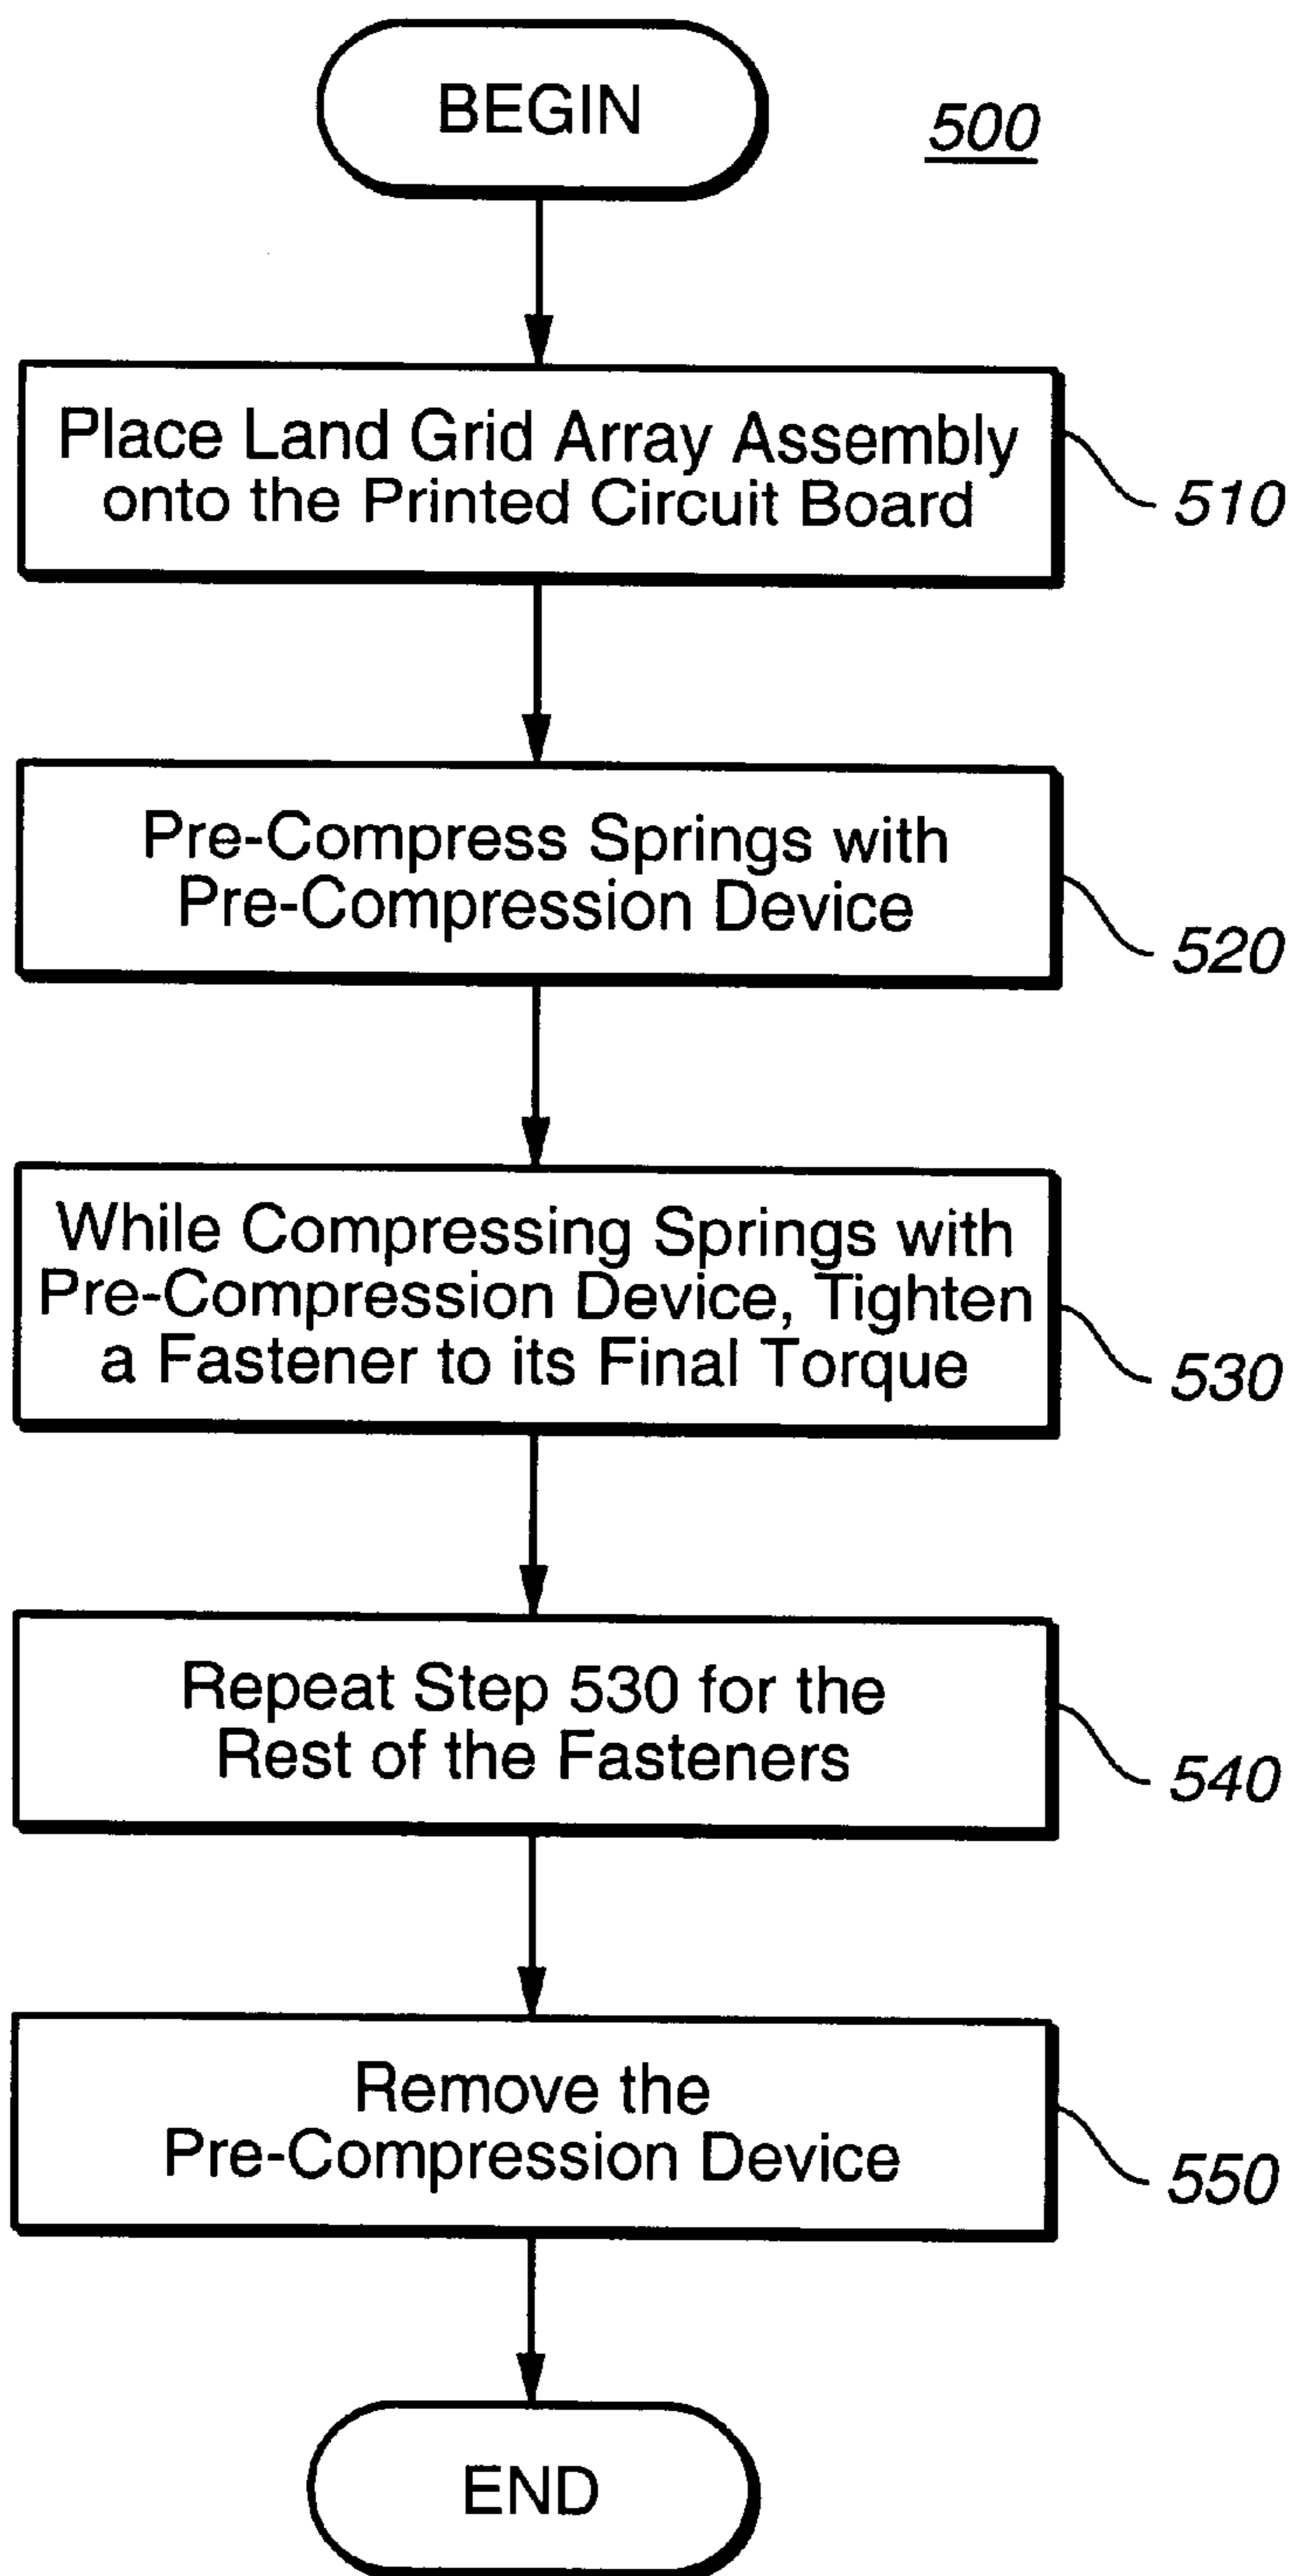 BEGIN
500
Place Land Grid Array Assembly
onto the Printed Circuit Board
510
Pre-Compress Springs with
Pre-Compression Device
520
While Compressing Springs with
Pre-Compression Device, Tighten
a Fastener to its Final Torque
530
Repeat Step 530 for the
Rest of the Fasteners
540
Remove the
Pre-Compression Device
550
END